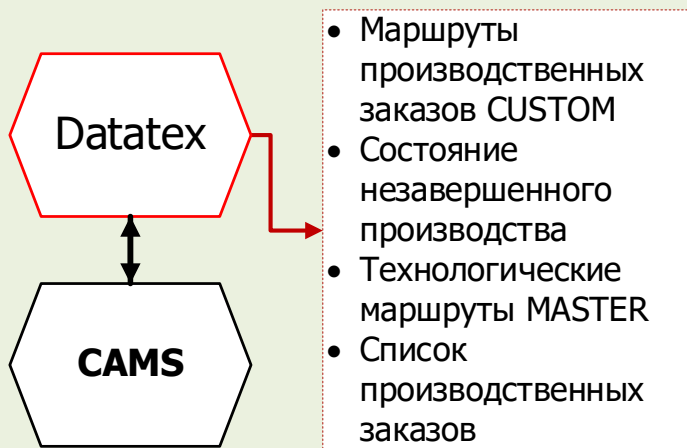 Datatex
CAMS
• Маршруты
производственных
заказов CUSTOM
• Состояние
незавершенного
производства
• Технологические
маршруты MASTER
• Список
производственных
заказов